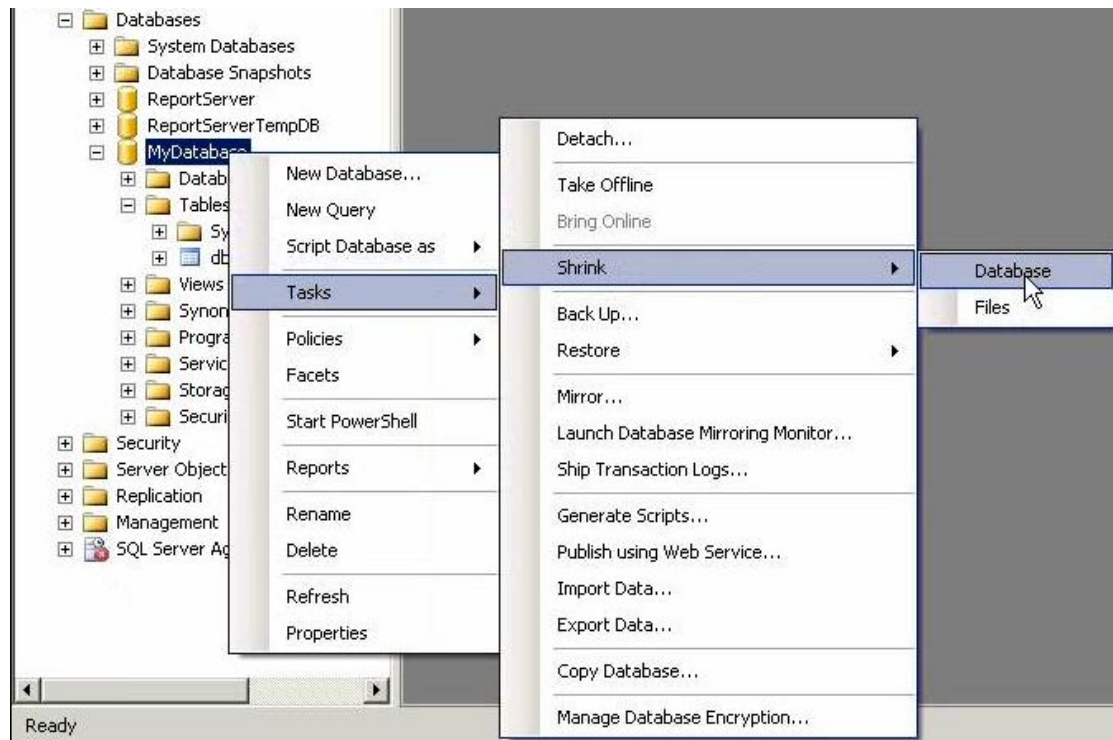 Databases
System Databases
Database Snapshots
ReportServer
ReportServerTempDB
MyDatabase
Datab
Tables
Sy
db
Views
Synon
Progra
Servic
Storag
Securi
Security
Server Object
Replication
Management
SQL Server Ag
Ready
New Database...
New Query
Script Database as
Tasks
Policies
Facets
Start PowerShell
Reports
Rename
Delete
Refresh
Properties
Detach...
Take Offline
Bring Online
Shrink
Back Up...
Restore
Mirror...
Launch Database Mirroring Monitor...
Ship Transaction Logs...
Generate Scripts...
Publish using Web Service...
Import Data...
Export Data...
Copy Database...
Manage Database Encryption...
Database
Files